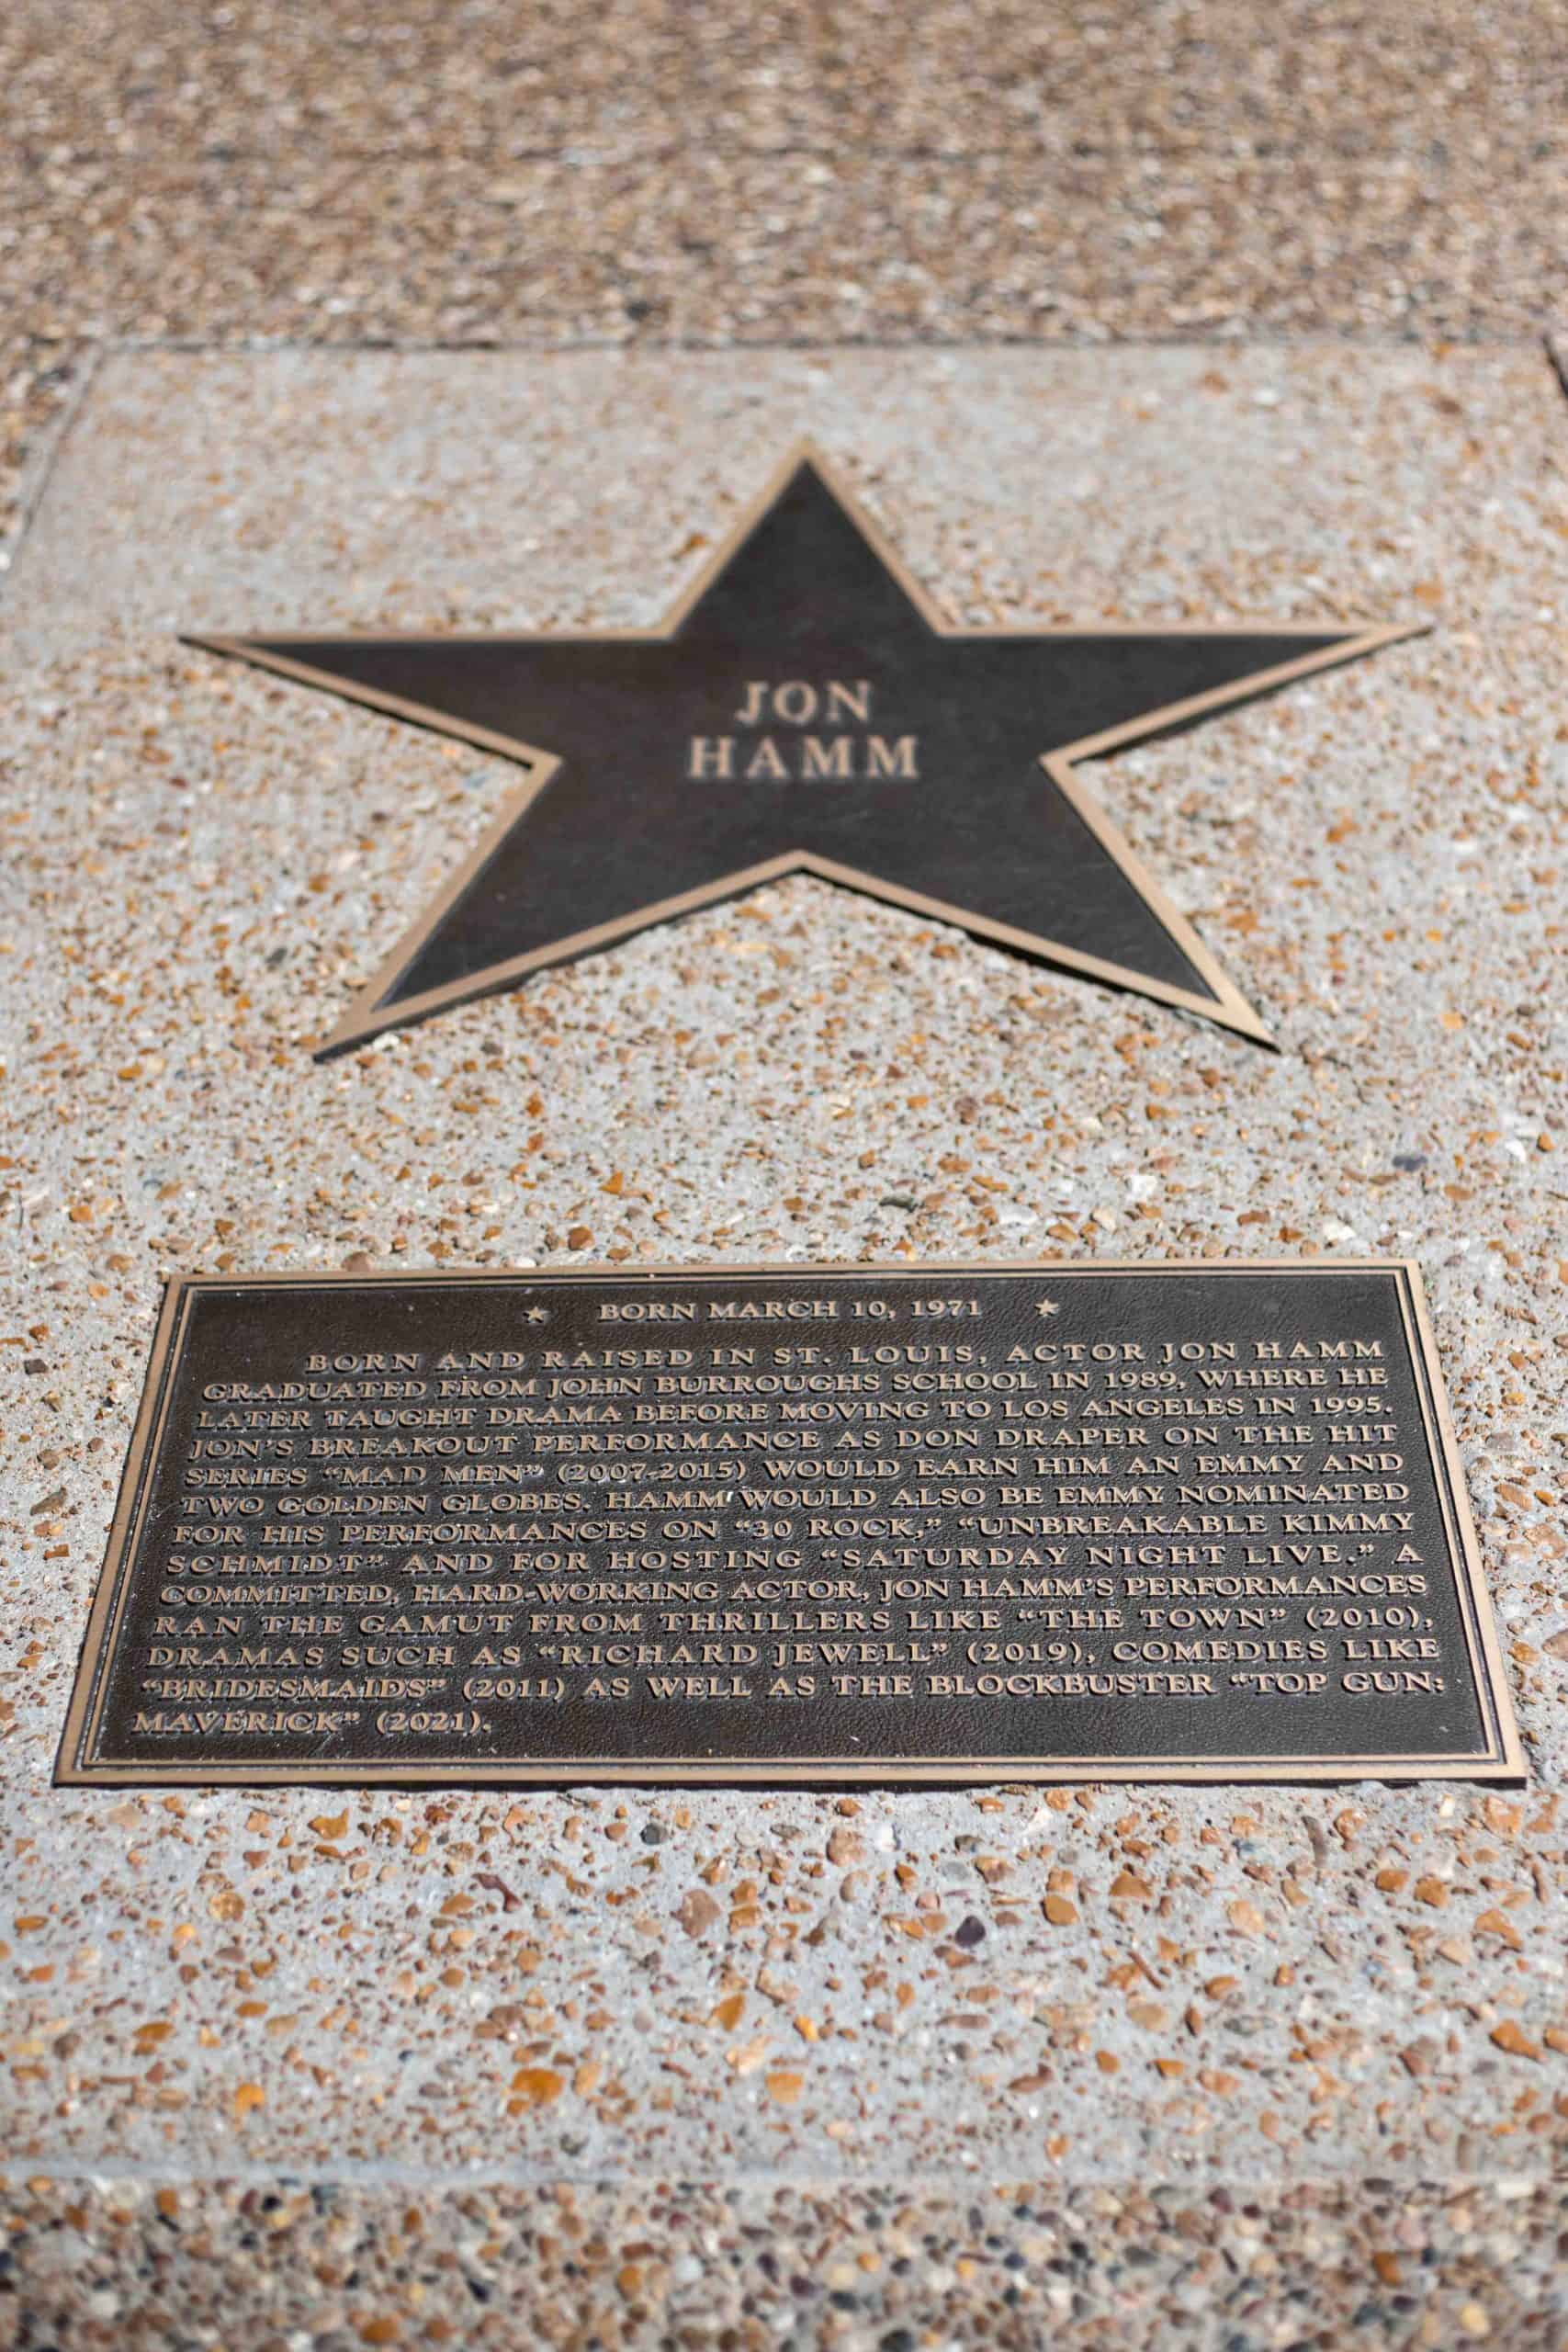 JON
HAMM
BORN MARCH 10, 1971
BORN AND RAISED IN ST. LOUIS, ACTOR JON HAMM
GRADUATED FROM JOHN BURROUGHS SCHOOL IN 1989, WHERE HE
LATER TAUGHT DRAMA BEFORE MOVING TO LOS ANGELES IN 1995.
JON'S BREAKOUT PERFORMANCE AS DON DRAPER ON THE HIT
SERIES "MAD MEN" (2007-2015) WOULD EARN HIM AN EMMY AND
TWO GOLDEN GLOBES. HAMM WOULD ALSO BE EMMY NOMINATED
FOR HIS PERFORMANCES ON "30 ROCK," "UNBREAKABLE KIMMY
SCHMIDT" AND FOR HOSTING "SATURDAY NIGHT LIVE." A
COMMITTED, HARD-WORKING ACTOR, JON HAMM'S PERFORMANCES
RAN THE GAMUT FROM THRILLERS LIKE "THE TOWN" (2010),
DRAMAS SUCH AS "RICHARD JEWELL" (2019), COMEDIES LIKE
"BRIDESMAIDS" (2011) AS WELL AS THE BLOCKBUSTER "TOP GUN:
MAVERICK" (2021).